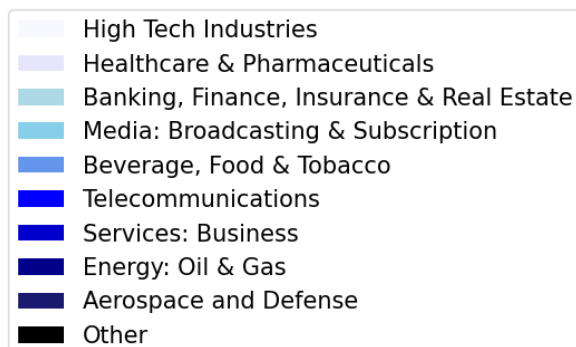 High Tech Industries
Healthcare & Pharmaceuticals
Banking, Finance, Insurance & Real Estate
Media: Broadcasting & Subscription
Beverage, Food & Tobacco
Telecommunications
Services: Business
Energy: Oil & Gas
Aerospace and Defense
Other